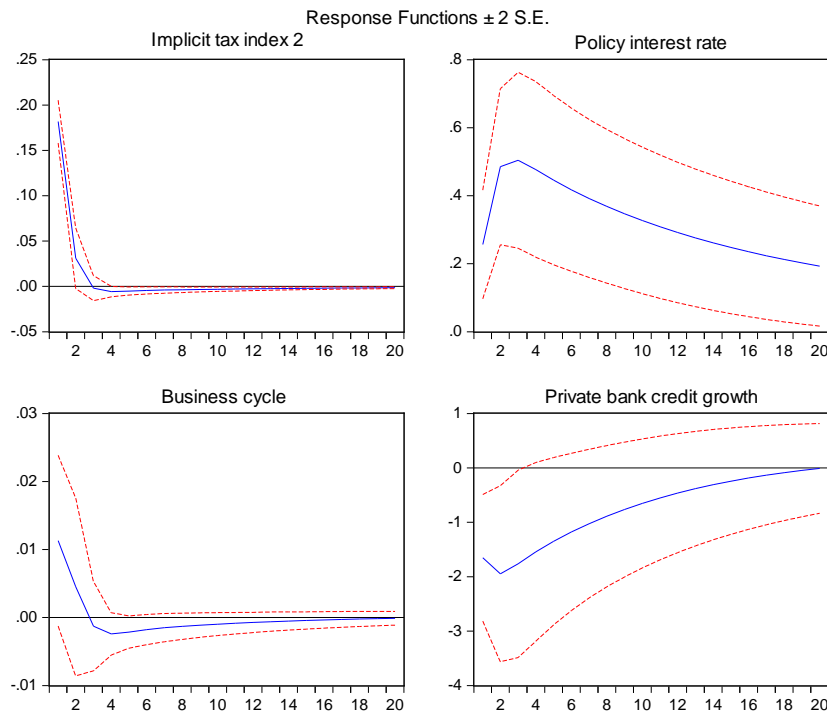 Response Functions ± 2 S.E.
Implicit tax index 2
.25
.20
.15
.10
.05
.00
-.05
2 4 6 8 10 12 14 16 18 20
Policy interest rate
.8
.6
.4
.2
.0
2 4 6 8 10 12 14 16 18 20
Business cycle
.03
.02
.01
.00
-.01
2 4 6 8 10 12 14 16 18 20
Private bank credit growth
1
0
-1
-2
-3
-4
2 4 6 8 10 12 14 16 18 20